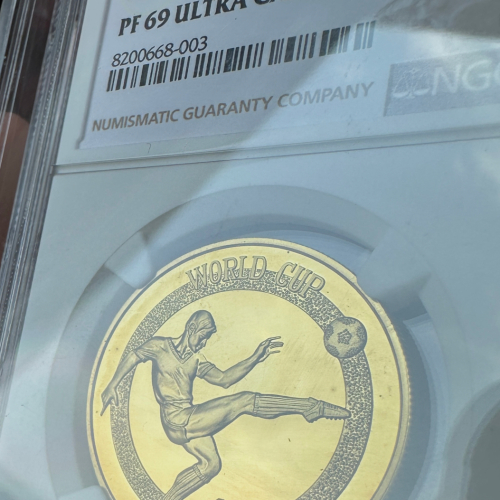 PF 69 ULTRA
8200668-003
NUMISMATIC GUARANTY COMPANY
NG
WORLD CUP